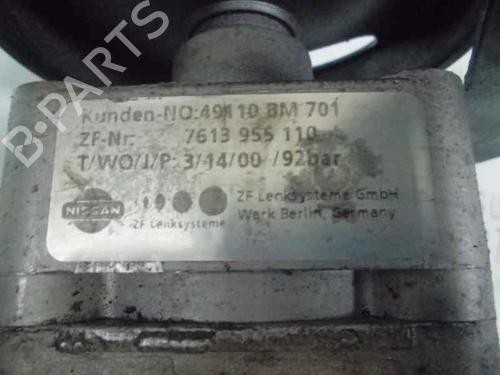 Kunden-NO:49110 BM 701
ZF-Nr: 7613 955 110
T/WO/J/P: 3/14/00 /92bar
NISSAN
ZF Lenksysteme
ZF Lenksysteme GmbH
Werk Berlin, Germany
B-PARTS